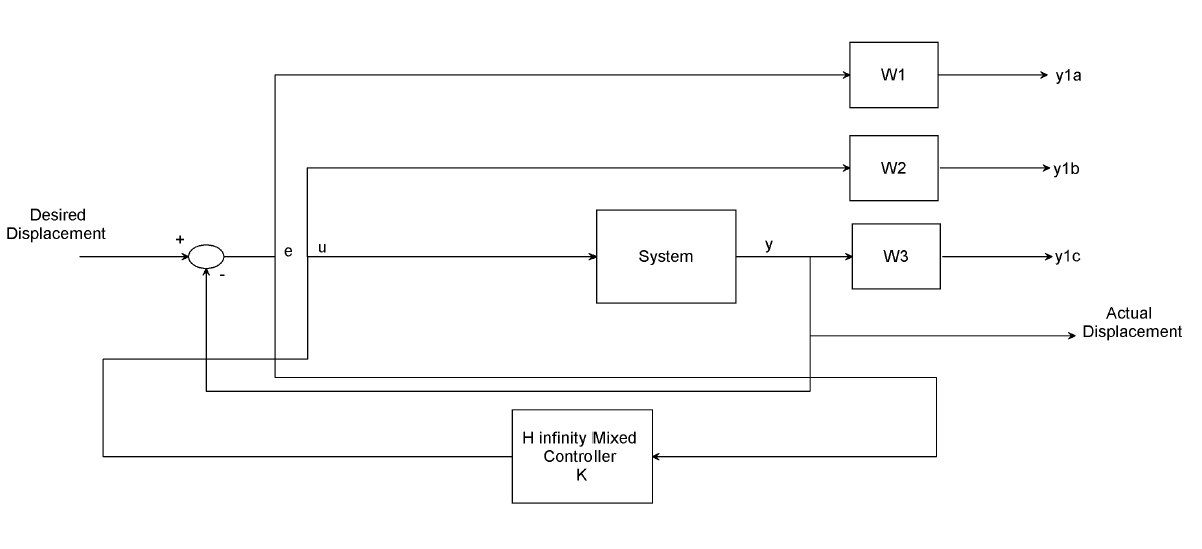 W1
y1a
W2
y1b
Desired
Displacement
+
-
e
u
System
y
W3
y1c
Actual
Displacement
H infinity Mixed
Controller
K